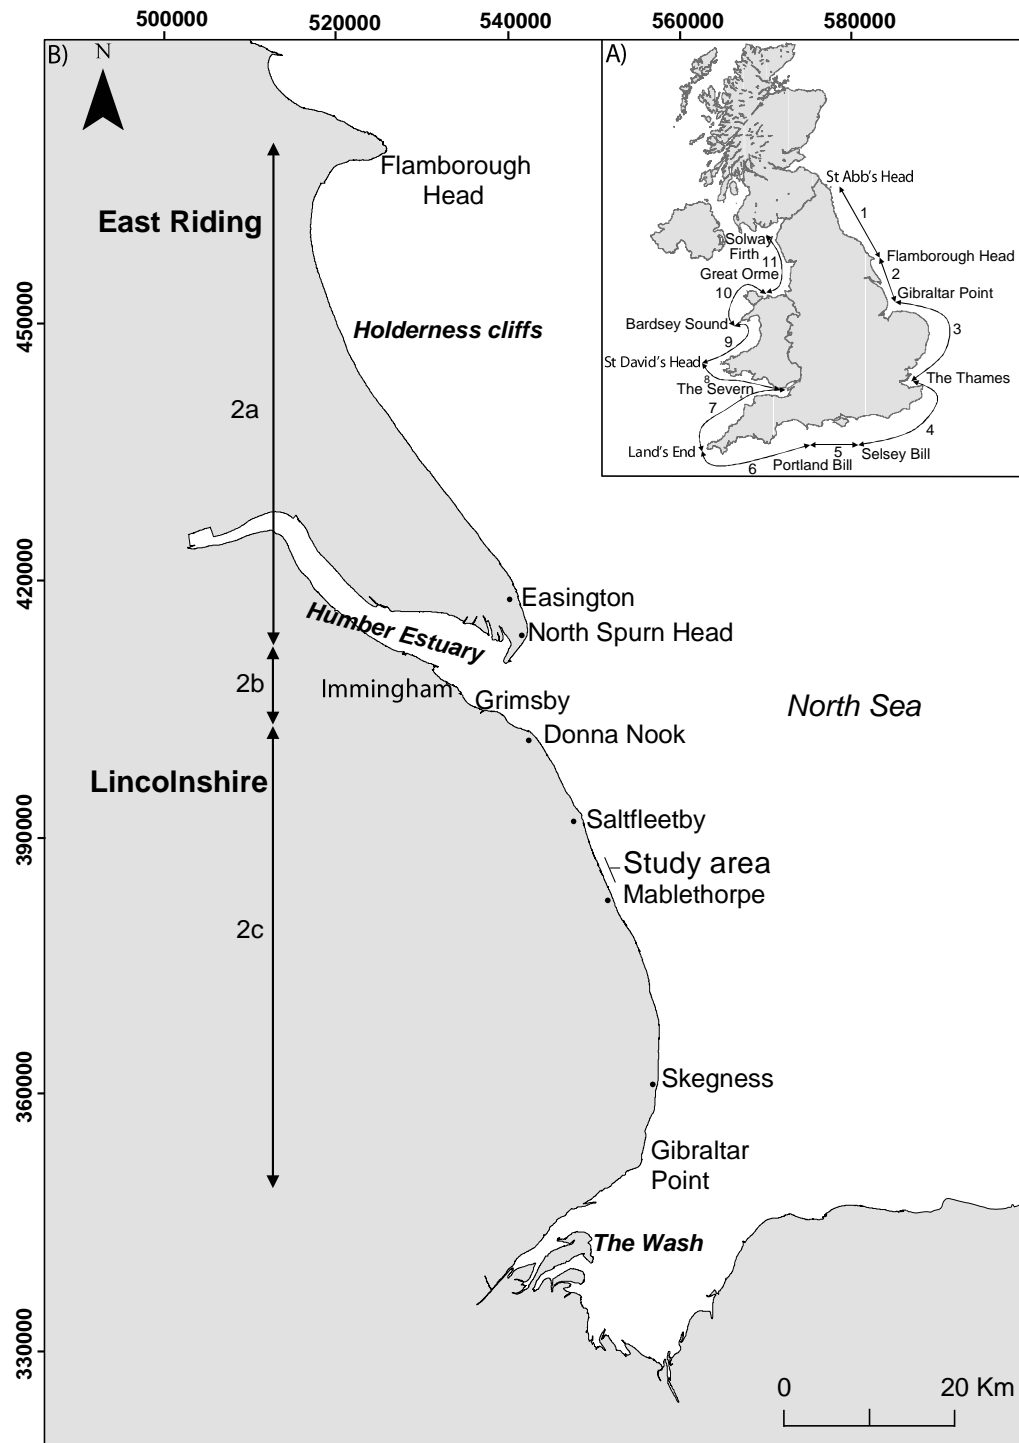 500000 520000 540000 560000 580000
B)
N
A)
St Abb's Head
1
Flamborough Head
2
Gibraltar Point
3
The Thames
4
Selsey Bill
5
Portland Bill
6
Land's End
7
The Severn
8
St David's Head
9
Bardsey Sound
10
Great Orme
11
Solway
Firth
Flamborough
Head
East Riding
Holderness cliffs
2a
Easington
North Spurn Head
Humber Estuary
2b
Immingham
Grimsby
North Sea
Donna Nook
Lincolnshire
Saltfleetby
Study area
Mablethorpe
2c
Skegness
Gibraltar
Point
The Wash
450000
420000
390000
360000
330000
0 20 Km